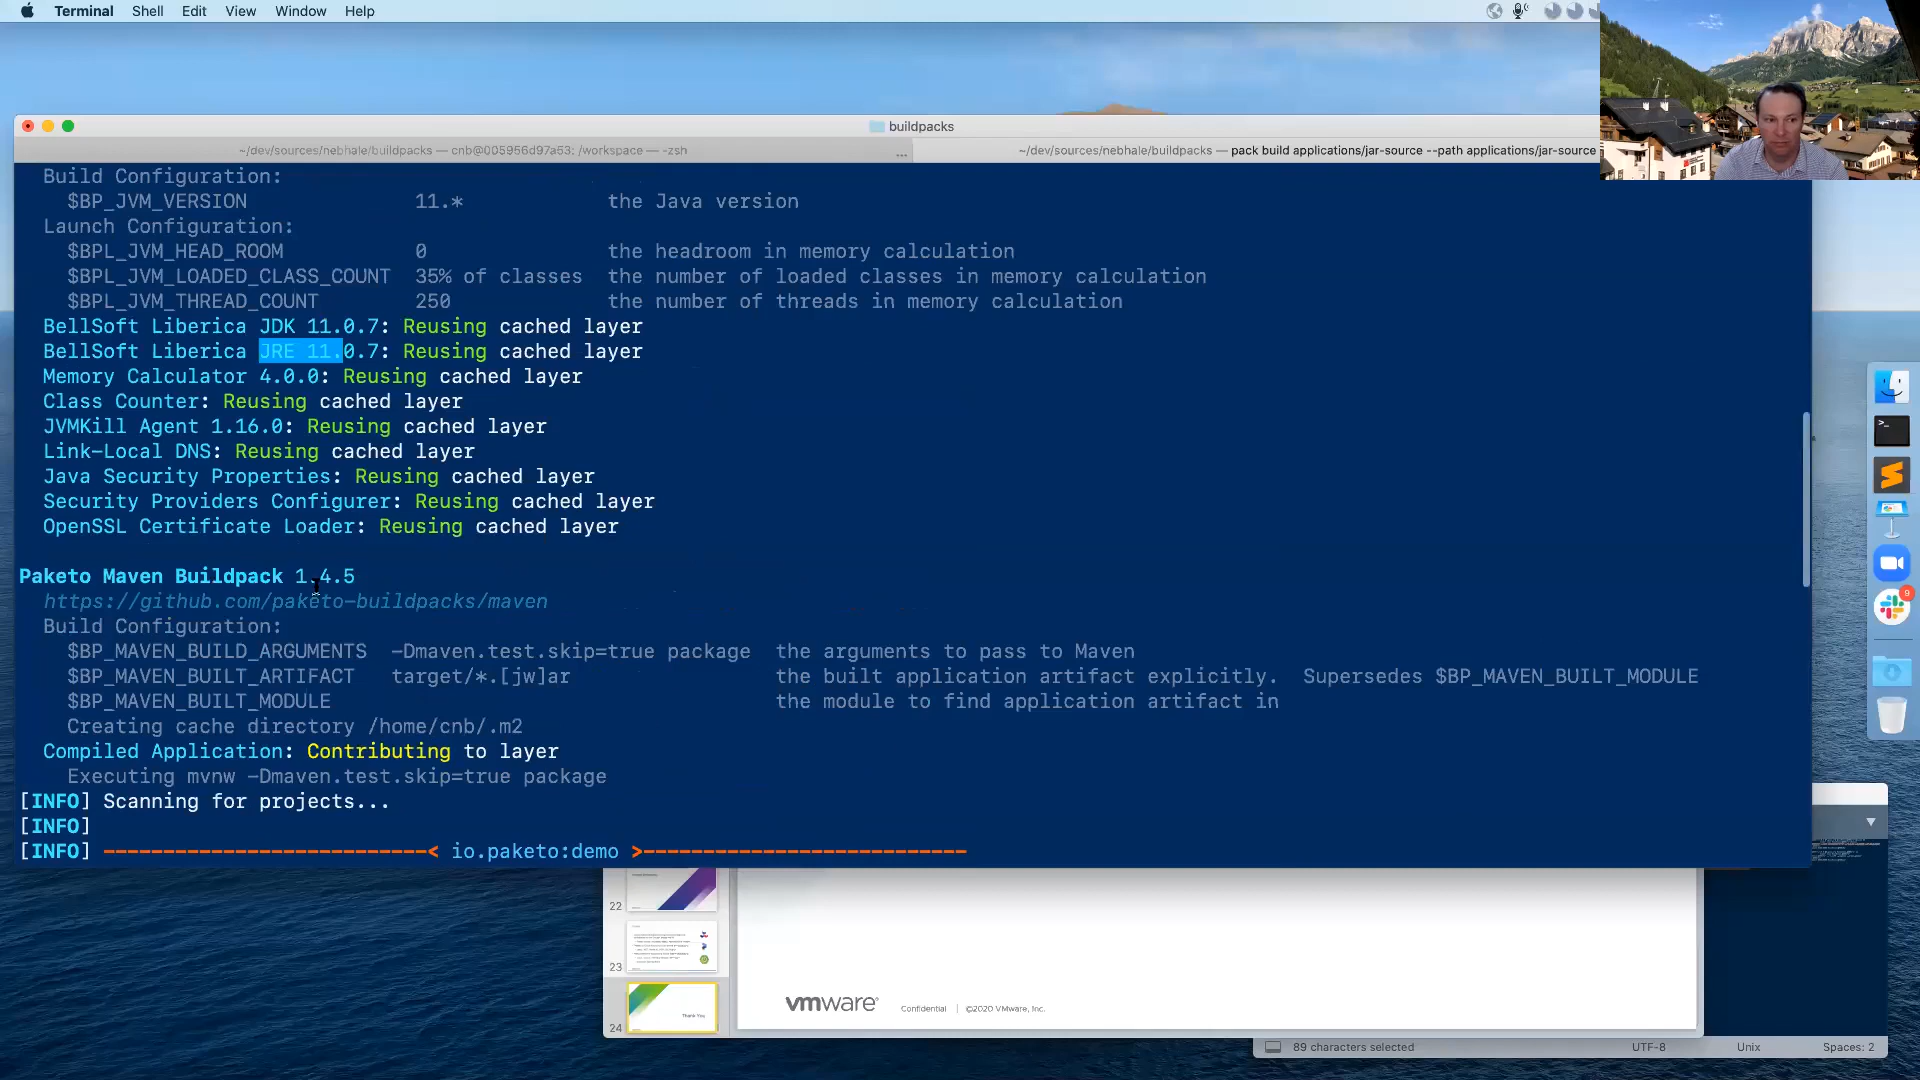 Terminal Shell Edit View Window Help
buildpacks
~/dev/sources/nebhale/buildpacks — cnb@005956d97a63: /workspace — -zsh
~/dev/sources/nebhale/buildpacks — pack build applications/jar-source --path applications/jar-source
Build Configuration:
$BP_JVM_VERSION 11.* the Java version
Launch Configuration:
$BPL_JVM_HEAD_ROOM 0 the headroom in memory calculation
$BPL_JVM_LOADED_CLASS_COUNT 35% of classes the number of loaded classes in memory calculation
$BPL_JVM_THREAD_COUNT 250 the number of threads in memory calculation
BellSoft Liberica JDK 11.0.7: Reusing cached layer
BellSoft Liberica JRE 11.0.7: Reusing cached layer
Memory Calculator 4.0.0: Reusing cached layer
Class Counter: Reusing cached layer
JVMKill Agent 1.16.0: Reusing cached layer
Link-Local DNS: Reusing cached layer
Java Security Properties: Reusing cached layer
Security Providers Configurer: Reusing cached layer
OpenSSL Certificate Loader: Reusing cached layer
Paketo Maven Buildpack 1.4.5
https://github.com/paketo-buildpacks/maven
Build Configuration:
$BP_MAVEN_BUILD_ARGUMENTS -Dmaven.test.skip=true package the arguments to pass to Maven
$BP_MAVEN_BUILT_ARTIFACT target/*.[jw]ar the built application artifact explicitly. Supersedes $BP_MAVEN_BUILT_MODULE
$BP_MAVEN_BUILT_MODULE the module to find application artifact in
Creating cache directory /home/cnb/.m2
Compiled Application: Contributing to layer
Executing mvnw -Dmaven.test.skip=true package
[INFO] Scanning for projects...
[INFO]
[INFO] ---------------------------< io.paketo:demo >---------------------------
9
22
23
24
Thank You
vmware® Confidential | ©2020 VMware, Inc.
89 characters selected UTF-8 Unix Spaces: 2